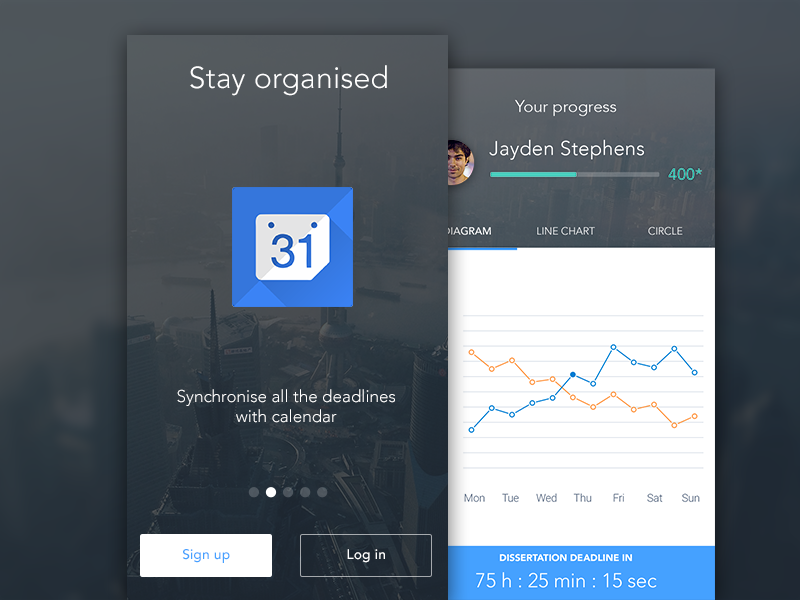 Stay organised
31
Synchronise all the deadlines
with calendar
Sign up
Log in
Your progress
Jayden Stephens
400*
DIAGRAM
LINE CHART
CIRCLE
Mon
Tue
Wed
Thu
Fri
Sat
Sun
DISSERTATION DEADLINE IN
75 h : 25 min : 15 sec